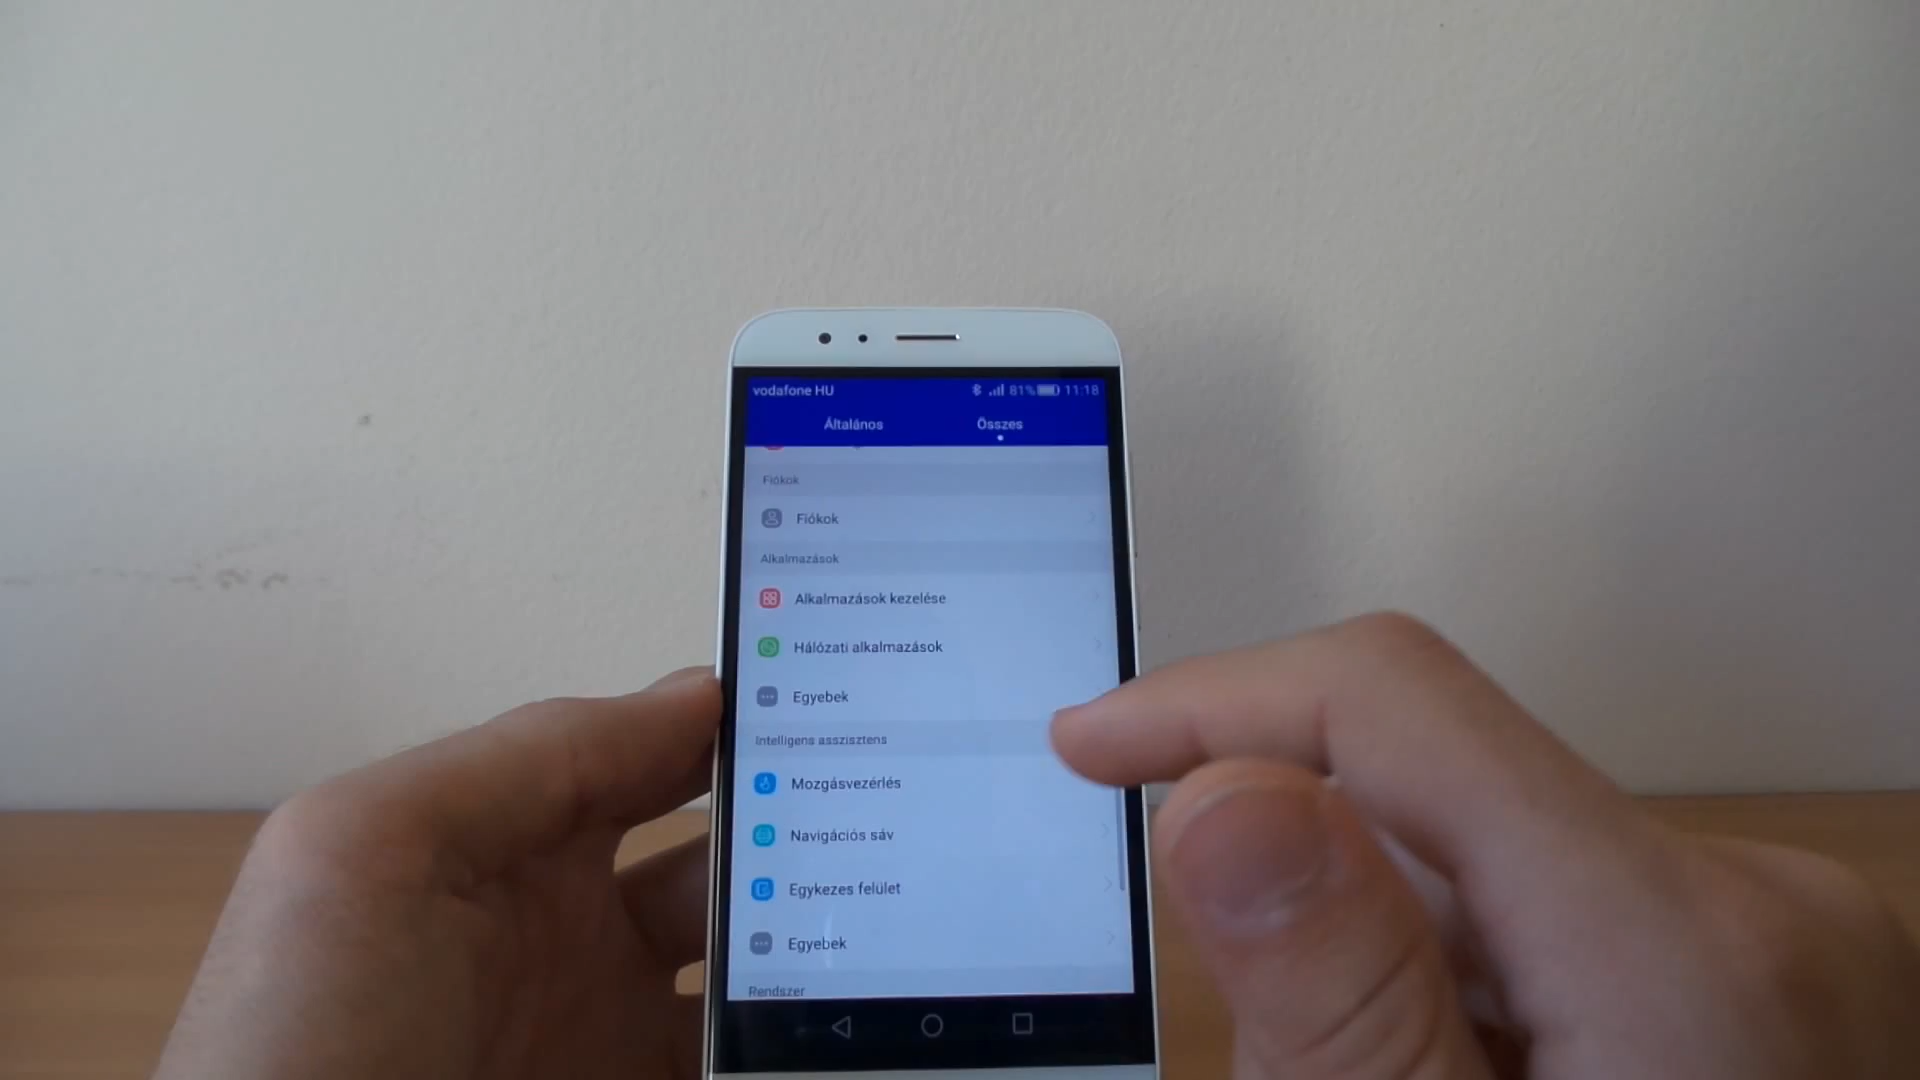 vodafone HU 81% 11:18
Általános Összes
Fiókok
Fiókok
Alkalmazások
Alkalmazások kezelése
Hálózati alkalmazások
Egyebek
Intelligens asszisztens
Mozgásvezérlés
Navigációs sáv
Egykezes felület
Egyebek
Rendszer